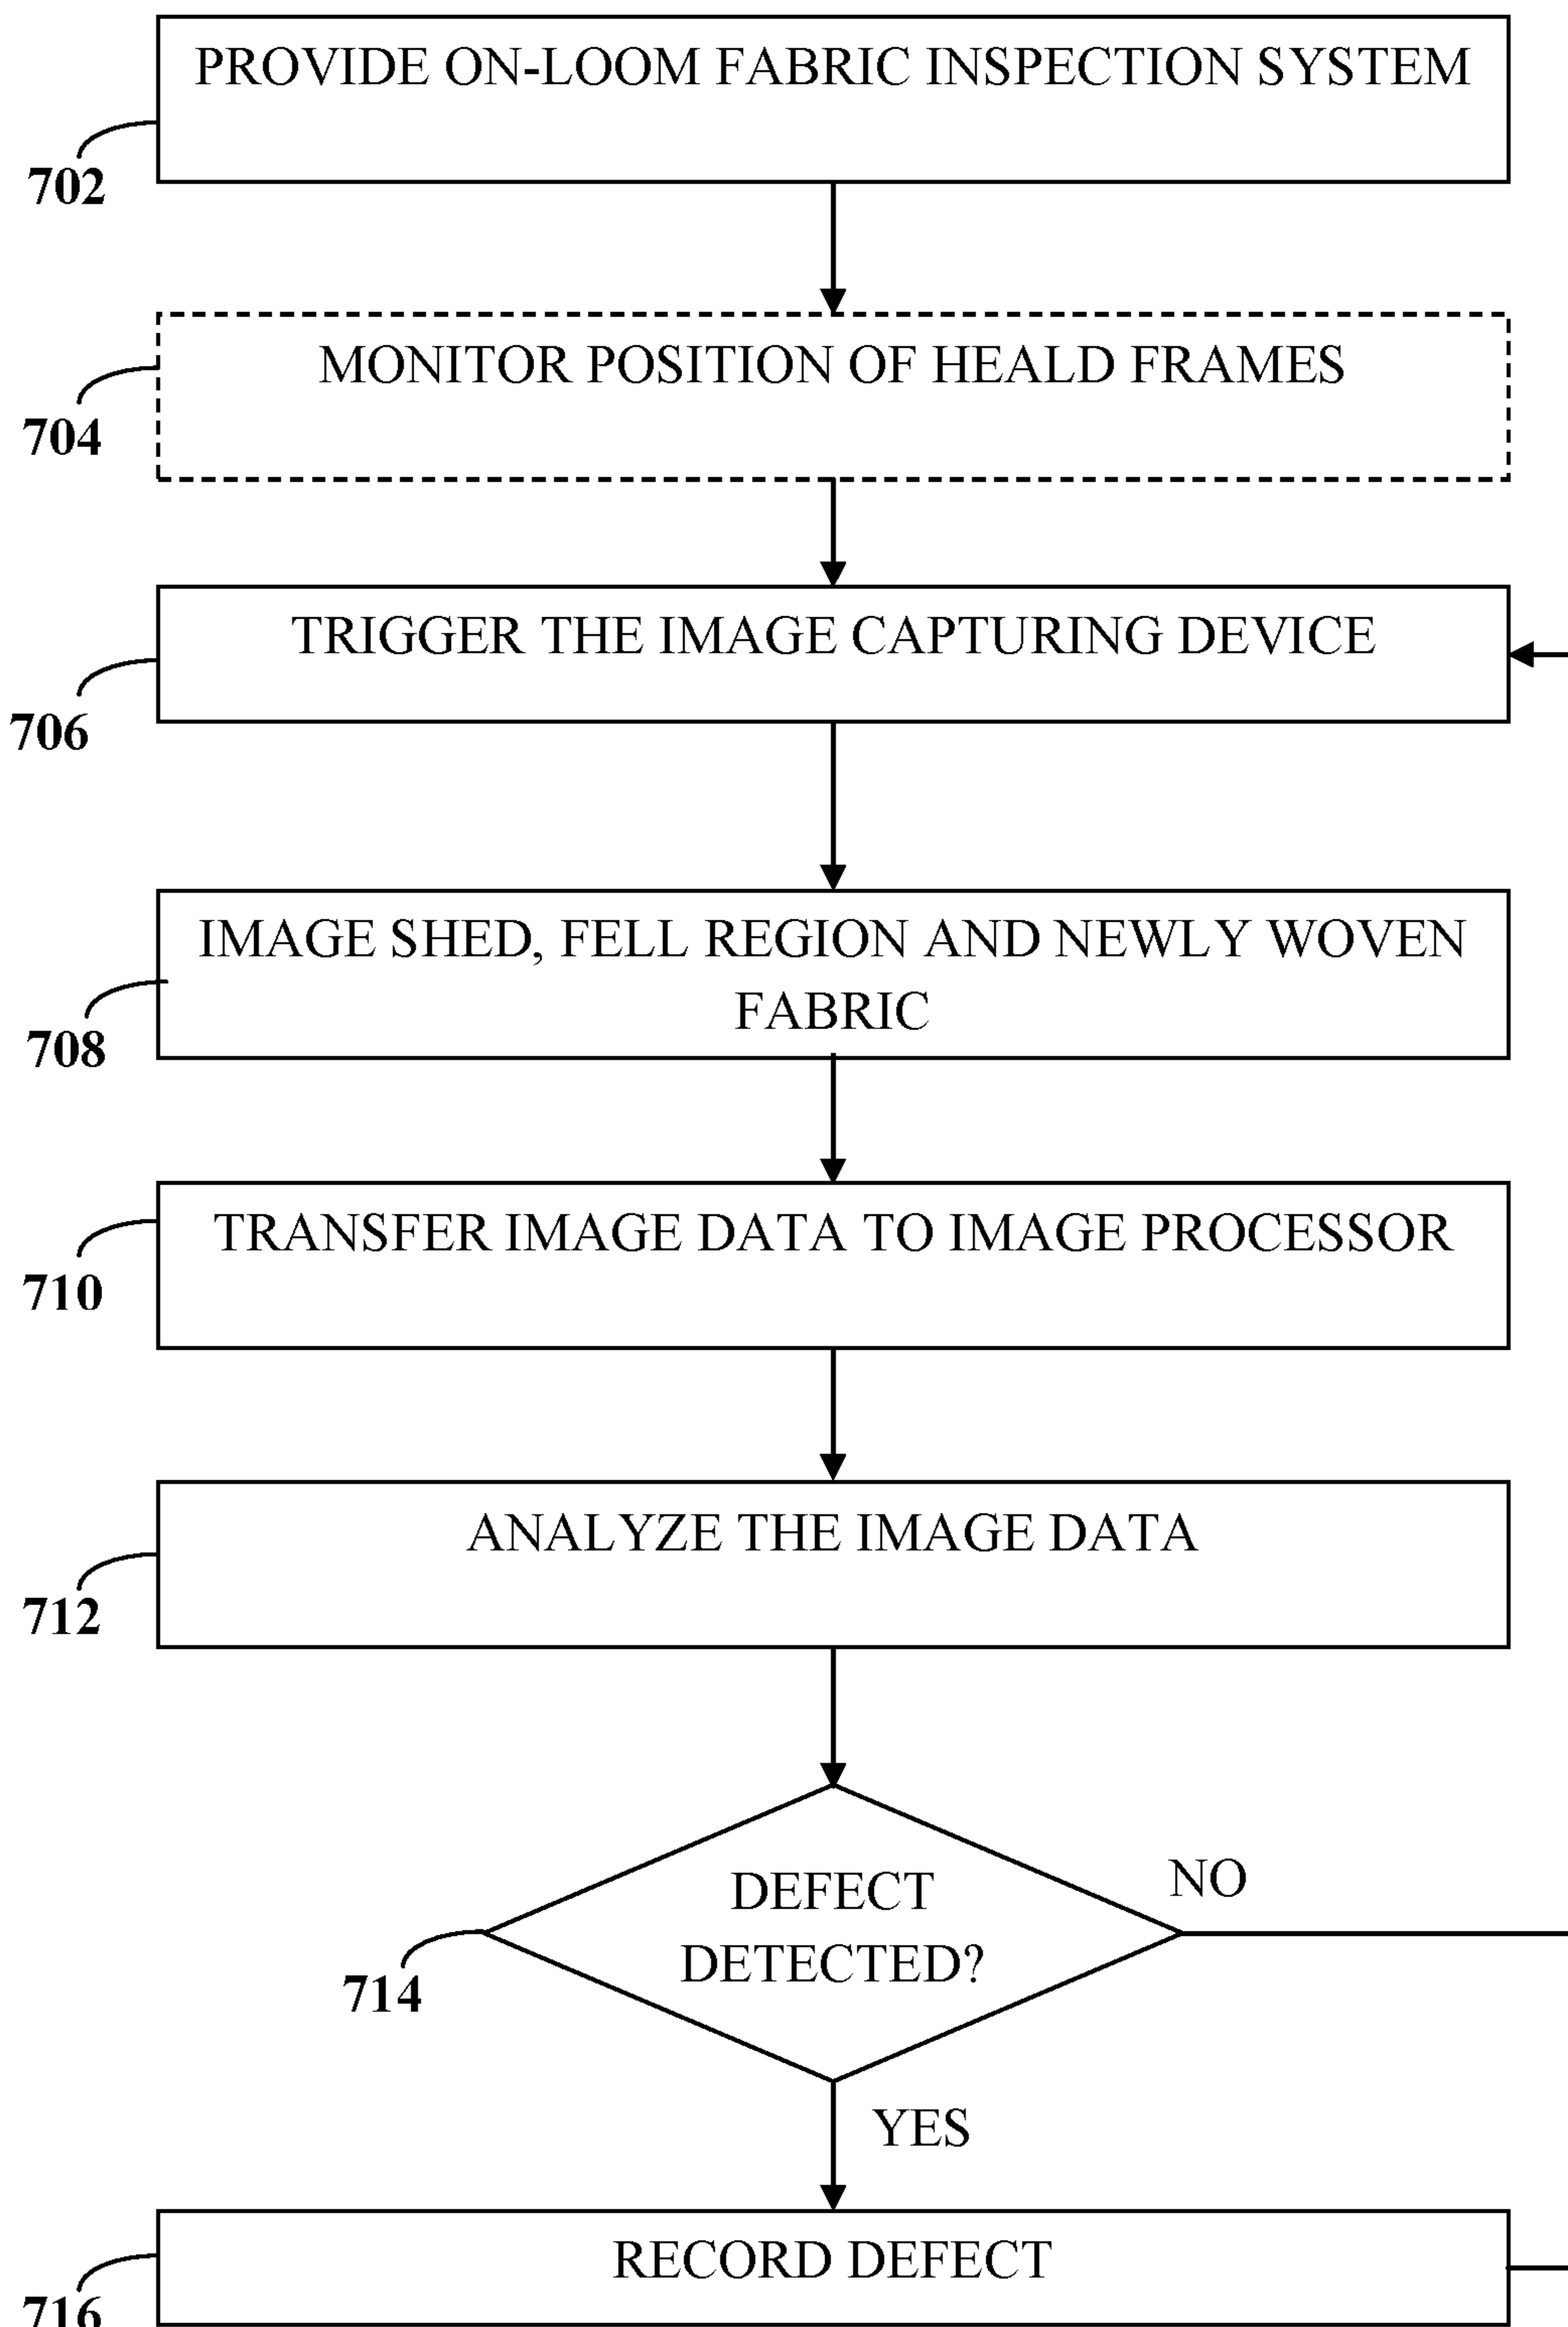 PROVIDE ON-LOOM FABRIC INSPECTION SYSTEM
702
MONITOR POSITION OF HEALD FRAMES
704
TRIGGER THE IMAGE CAPTURING DEVICE
706
IMAGE SHED, FELL REGION AND NEWLY WOVEN
FABRIC
708
TRANSFER IMAGE DATA TO IMAGE PROCESSOR
710
ANALYZE THE IMAGE DATA
712
NO
DEFECT
DETECTED?
714
YES
RECORD DEFECT
716